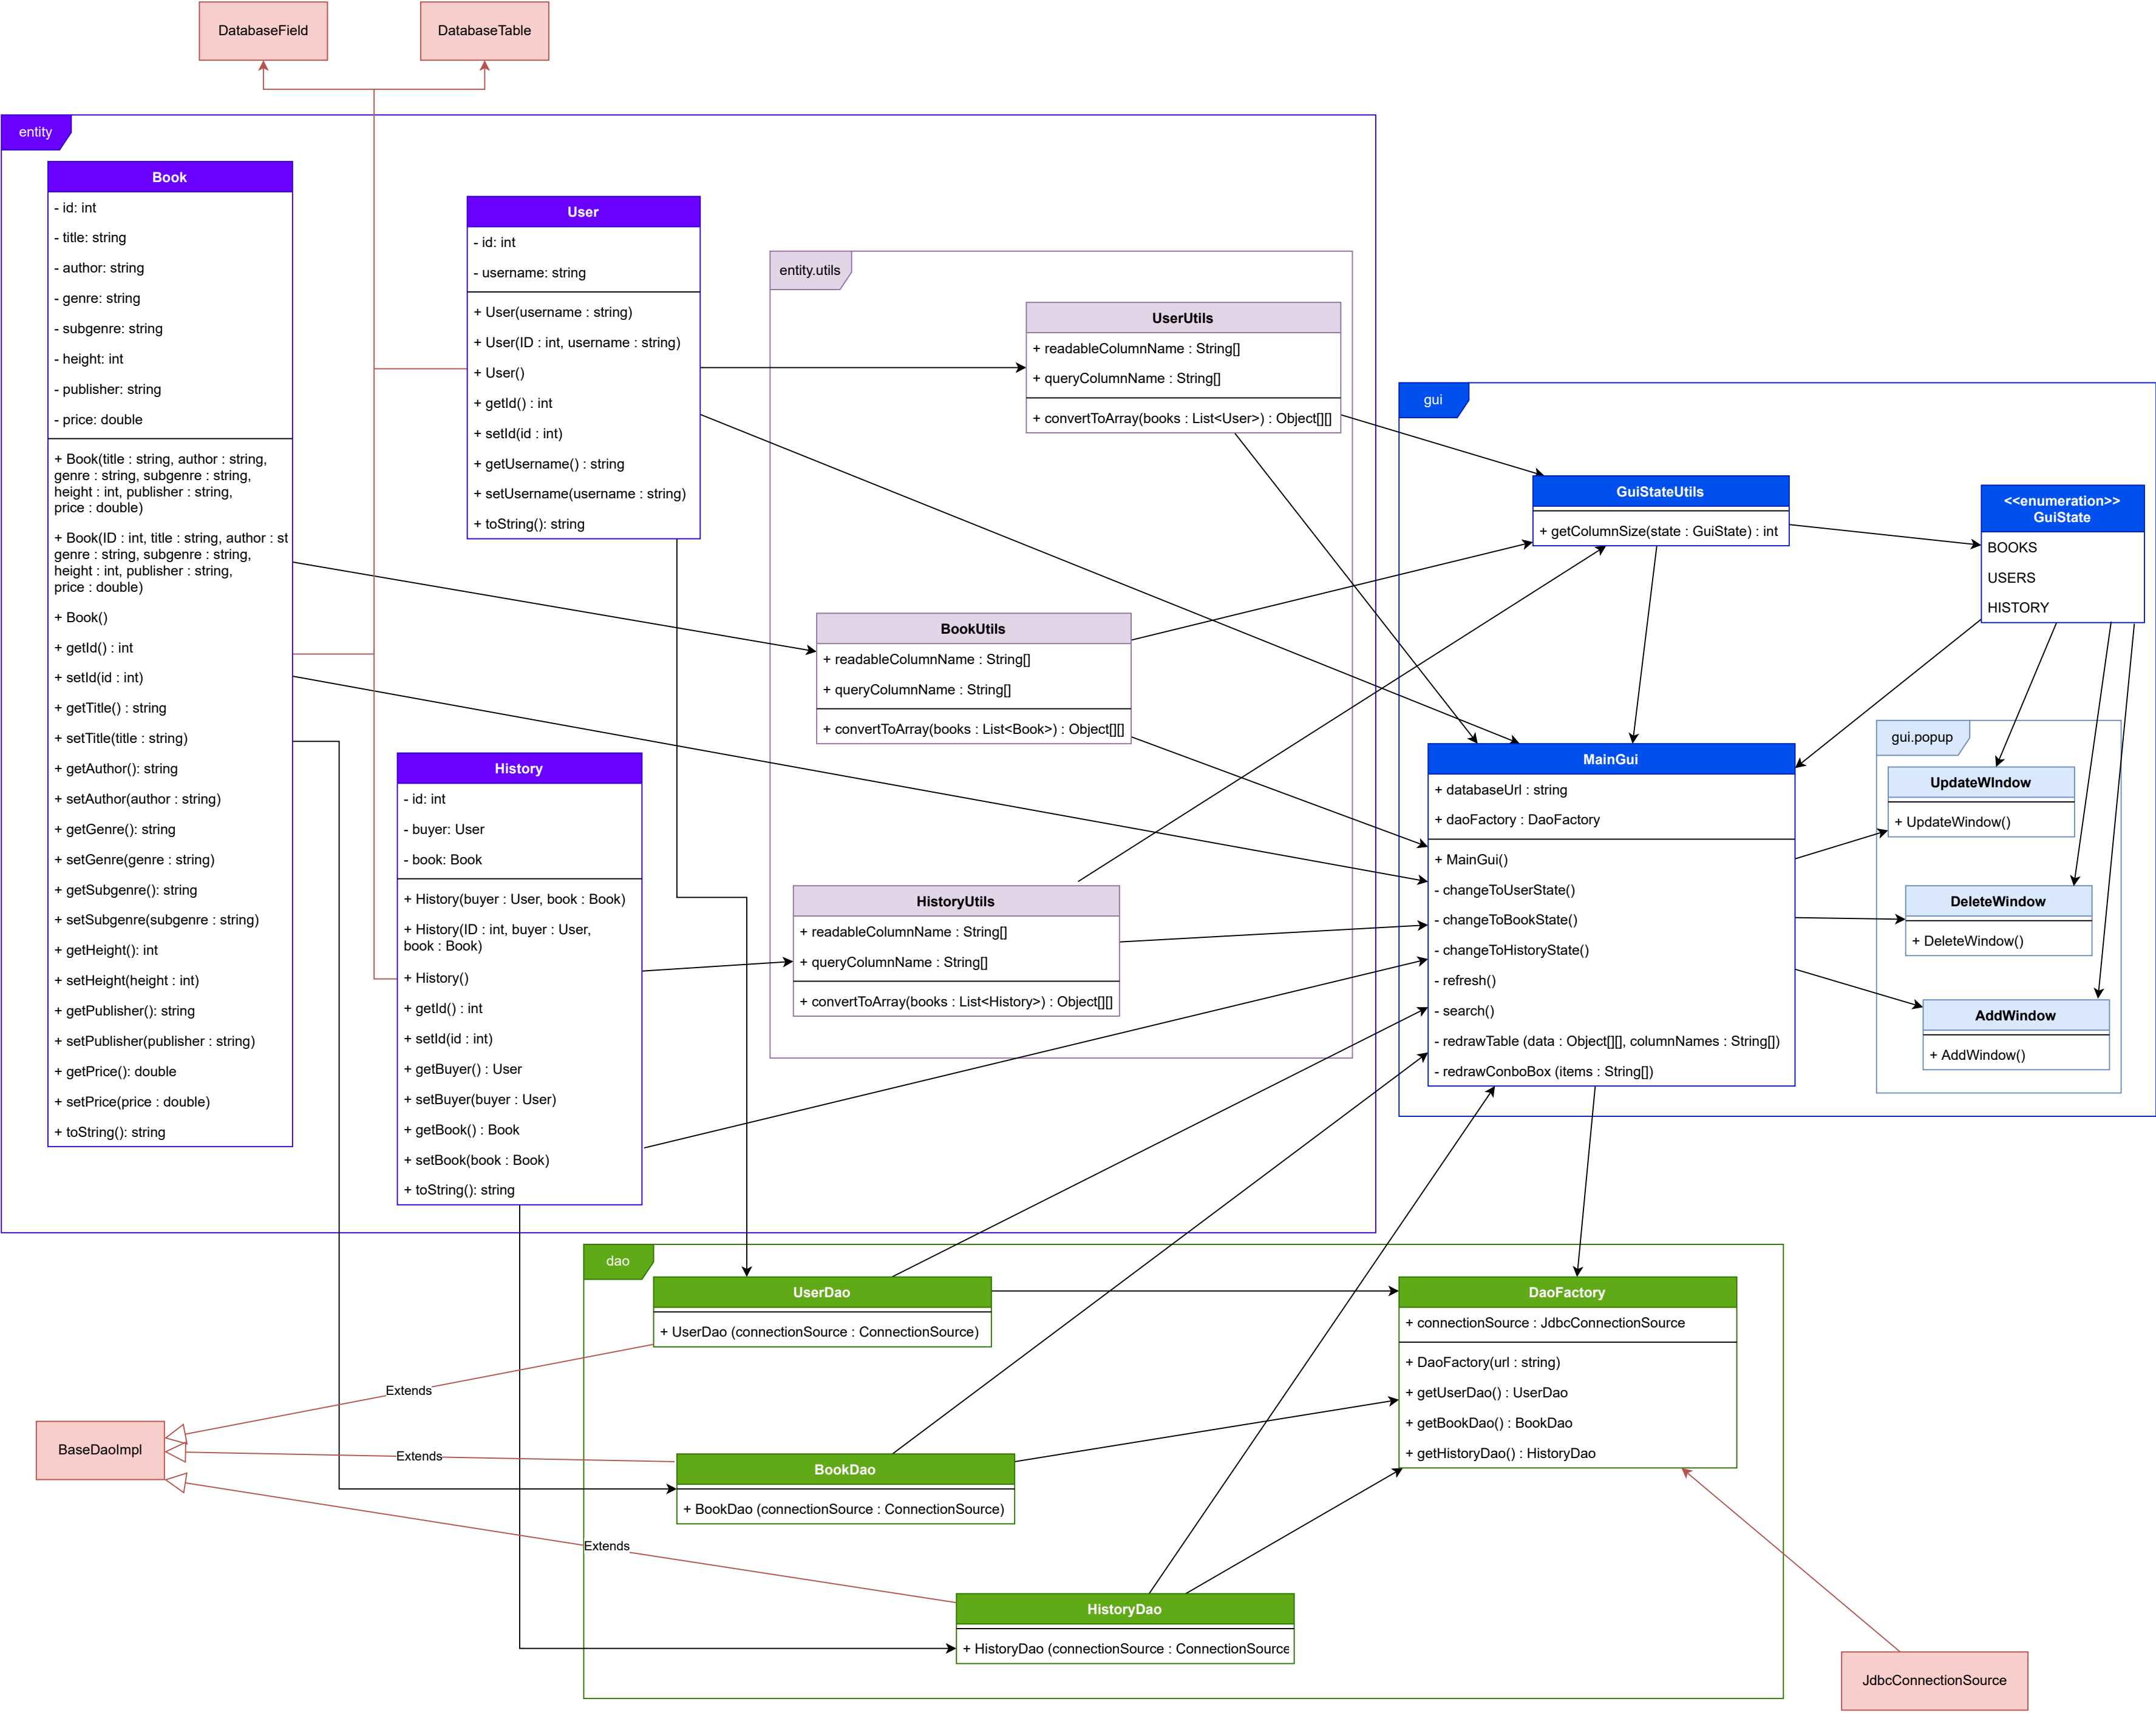 DatabaseField
DatabaseTable
entity
Book
- id: int
- title: string
- author: string
- genre: string
- subgenre: string
- height: int
- publisher: string
- price: double
+ Book(title : string, author : string,
genre : string, subgenre : string,
height : int, publisher : string,
price : double)
+ Book(ID : int, title : string, author : st
genre : string, subgenre : string,
height : int, publisher : string,
price : double)
+ Book()
+ getId() : int
+ setId(id : int)
+ getTitle() : string
+ setTitle(title : string)
+ getAuthor(): string
+ setAuthor(author : string)
+ getGenre(): string
+ setGenre(genre : string)
+ getSubgenre(): string
+ setSubgenre(subgenre : string)
+ getHeight(): int
+ setHeight(height : int)
+ getPublisher(): string
+ setPublisher(publisher : string)
+ getPrice(): double
+ setPrice(price : double)
+ toString(): string
User
- id: int
- username: string
+ User(username : string)
+ User(ID : int, username : string)
+ User()
+ getId() : int
+ setId(id : int)
+ getUsername() : string
+ setUsername(username : string)
+ toString(): string
History
- id: int
- buyer: User
- book: Book
+ History(buyer : User, book : Book)
+ History(ID : int, buyer : User,
book : Book)
+ History()
+ getId() : int
+ setId(id : int)
+ getBuyer() : User
+ setBuyer(buyer : User)
+ getBook() : Book
+ setBook(book : Book)
+ toString(): string
entity.utils
UserUtils
+ readableColumnName : String[]
+ queryColumnName : String[]
+ convertToArray(books : List<User>) : Object[][]
BookUtils
+ readableColumnName : String[]
+ queryColumnName : String[]
+ convertToArray(books : List<Book>) : Object[][]
HistoryUtils
+ readableColumnName : String[]
+ queryColumnName : String[]
+ convertToArray(books : List<History>) : Object[][]
gui
GuiStateUtils
+ getColumnSize(state : GuiState) : int
<<enumeration>>
GuiState
BOOKS
USERS
HISTORY
MainGui
+ databaseUrl : string
+ daoFactory : DaoFactory
+ MainGui()
- changeToUserState()
- changeToBookState()
- changeToHistoryState()
- refresh()
- search()
- redrawTable (data : Object[][], columnNames : String[])
- redrawConboBox (items : String[])
gui.popup
UpdateWIndow
+ UpdateWindow()
DeleteWindow
+ DeleteWindow()
AddWindow
+ AddWindow()
dao
UserDao
+ UserDao (connectionSource : ConnectionSource)
BookDao
+ BookDao (connectionSource : ConnectionSource)
HistoryDao
+ HistoryDao (connectionSource : ConnectionSource
DaoFactory
+ connectionSource : JdbcConnectionSource
+ DaoFactory(url : string)
+ getUserDao() : UserDao
+ getBookDao() : BookDao
+ getHistoryDao() : HistoryDao
Extends
Extends
Extends
BaseDaoImpl
JdbcConnectionSource